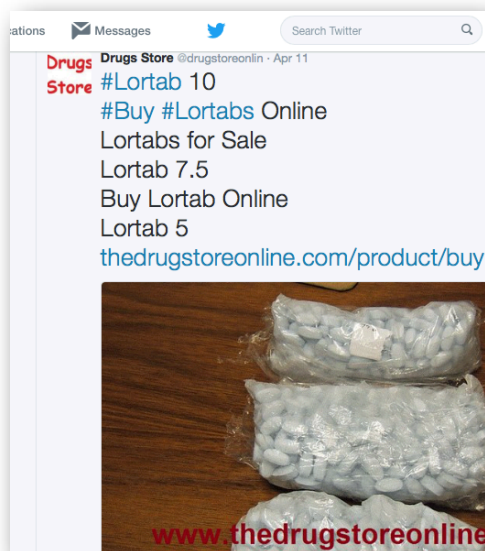 ations Messages Search Twitter
Drugs Store
Drugs Store @drugstoreonlin · Apr 11
#Lortab 10
#Buy #Lortabs Online
Lortabs for Sale
Lortab 7.5
Buy Lortab Online
Lortab 5
thedrugstoreonline.com/product/buy
www.thedrugstoreonline